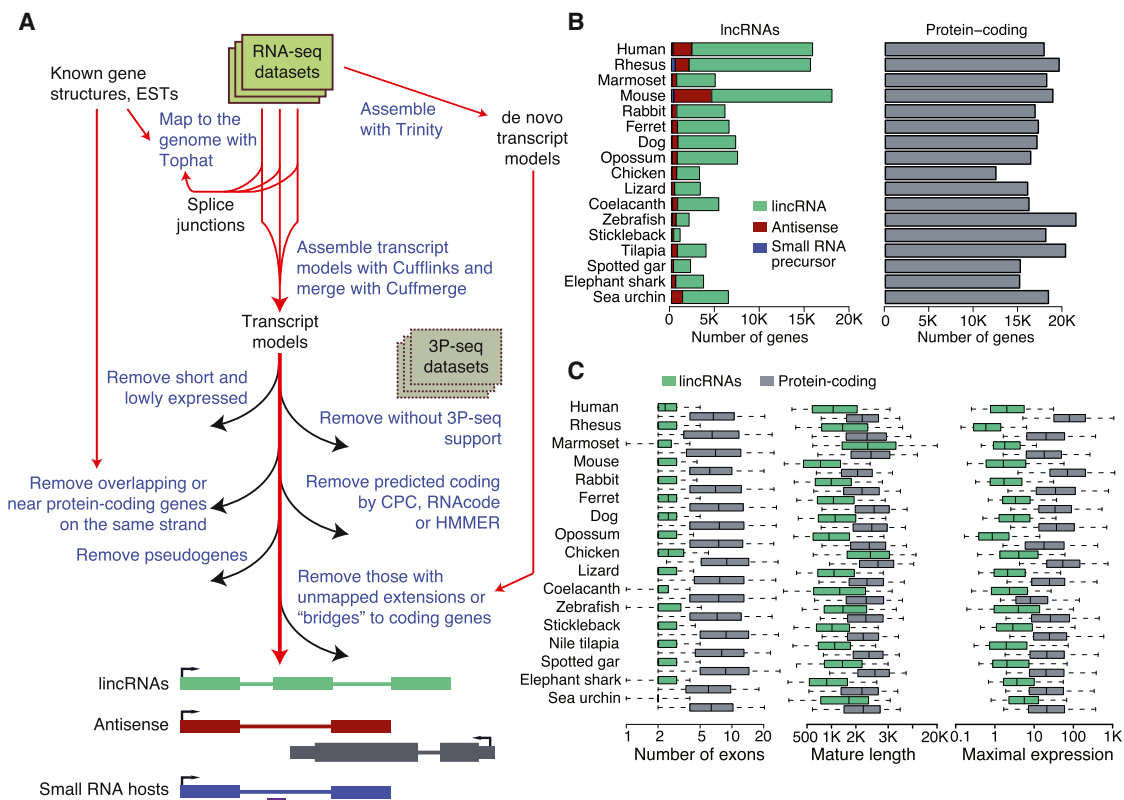 A
RNA-seq
datasets
Known gene
structures, ESTs
Map to the
genome with
Tophat
Assemble
with Trinity
de novo
transcript
models
Splice
junctions
Assemble transcript
models with Cufflinks and
merge with Cuffmerge
Transcript
models
3P-seq
datasets
Remove short and
lowly expressed
Remove without 3P-seq
support
Remove overlapping or
near protein-coding genes
on the same strand
Remove predicted coding
by CPC, RNAcode
or HMMER
Remove pseudogenes
Remove those with
unmapped extensions or
“bridges” to coding genes
lincRNAs
Antisense
Small RNA hosts
B
lncRNAs
Protein–coding
Human
Rhesus
Marmoset
Mouse
Rabbit
Ferret
Dog
Opossum
Chicken
Lizard
Coelacanth
Zebrafish
Stickleback
Tilapia
Spotted gar
Elephant shark
Sea urchin
lincRNA
Antisense
Small RNA
precursor
0 5K 10K 15K 20K
Number of genes
0 5K 10K 15K 20K
Number of genes
C
lincRNAs
Protein-coding
Human
Rhesus
Marmoset
Mouse
Rabbit
Ferret
Dog
Opossum
Chicken
Lizard
Coelacanth
Zebrafish
Stickleback
Nile tilapia
Spotted gar
Elephant shark
Sea urchin
1 2 5 10 20
Number of exons
500 1K 2K 3K 20K
Mature length
0.1 1 10 100 1K
Maximal expression